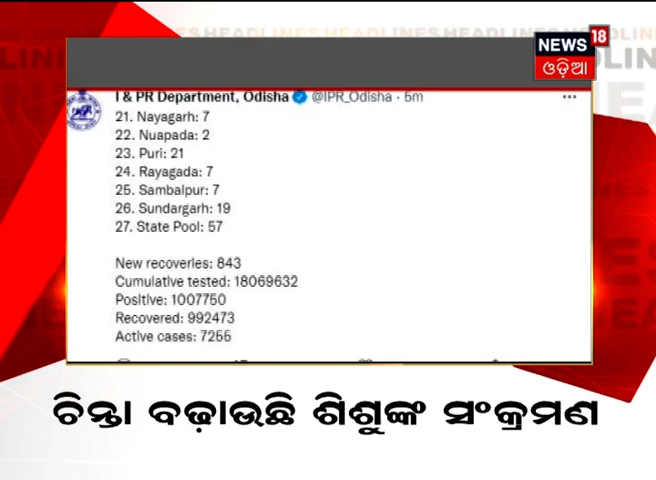 NEWS 18
ଓଡ଼ିଆ
I & PR Department, Odisha @IPR_Odisha · 5m
21. Nayagarh: 7
22. Nuapada: 2
23. Puri: 21
24. Rayagada: 7
25. Sambalpur: 7
26. Sundargarh: 19
27. State Pool: 57
New recoveries: 843
Cumulative tested: 18069632
Positive: 1007750
Recovered: 992473
Active cases: 7255
ଚିନ୍ତା ବଢ଼ାଉଛି ଶିଶୁଙ୍କ ସଂକ୍ରମଣ